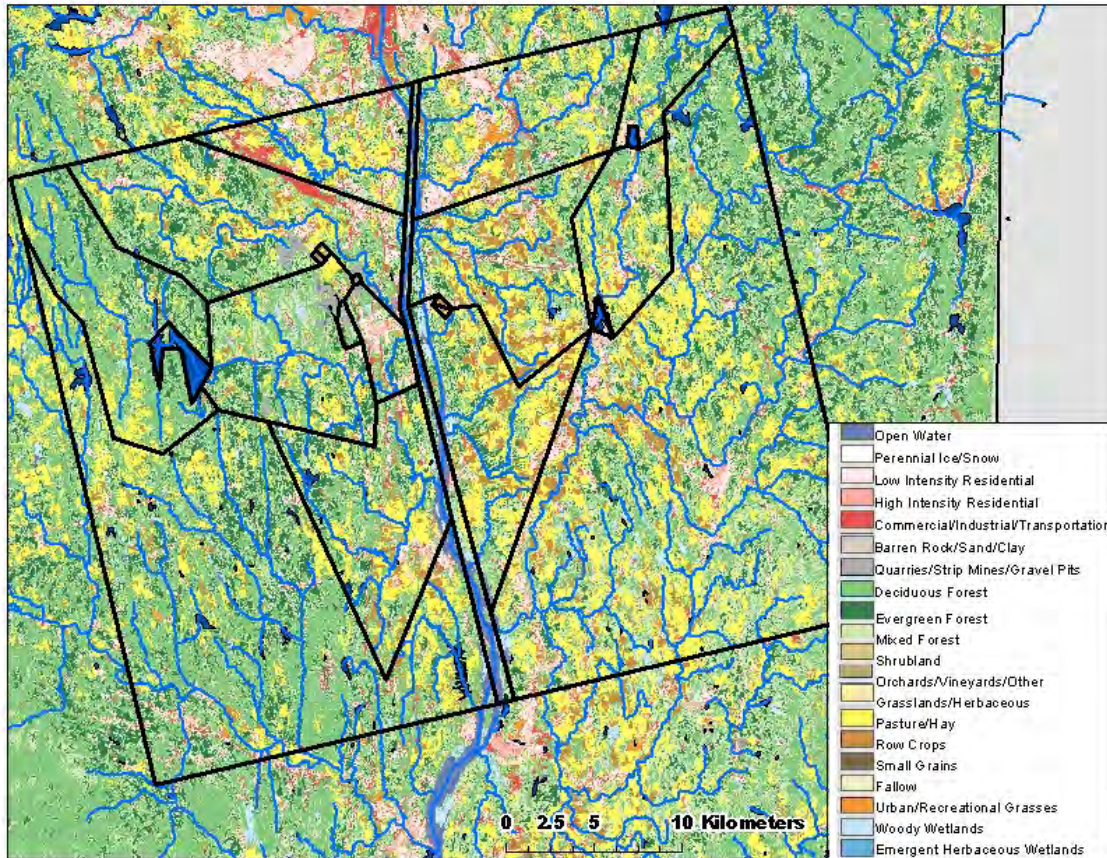 Open Water
Perennial Ice/Snow
Low Intensity Residential
High Intensity Residential
Commercial/Industrial/Transportation
Barren Rock/Sand/Clay
Quarries/Strip Mines/Gravel Pits
Deciduous Forest
Evergreen Forest
Mixed Forest
Shrubland
Orchards/Vineyards/Other
Grasslands/Herbaceous
Pasture/Hay
Row Crops
Small Grains
Fallow
Urban/Recreational Grasses
Woody Wetlands
Emergent Herbaceous Wetlands
0 2.5 5 10 Kilometers